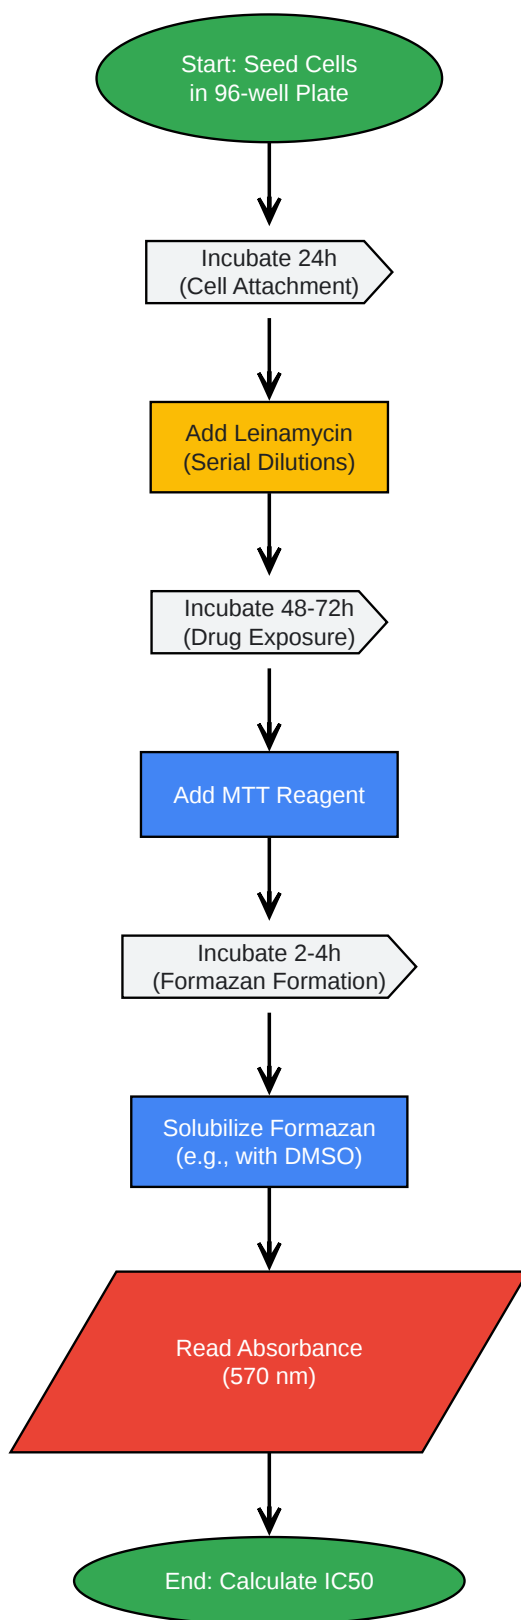 Start: Seed Cells
in 96-well Plate
Incubate 24h
(Cell Attachment)
Add Leinamycin
(Serial Dilutions)
Incubate 48-72h
(Drug Exposure)
Add MTT Reagent
Incubate 2-4h
(Formazan Formation)
Solubilize Formazan
(e.g., with DMSO)
Read Absorbance
(570 nm)
End: Calculate IC50